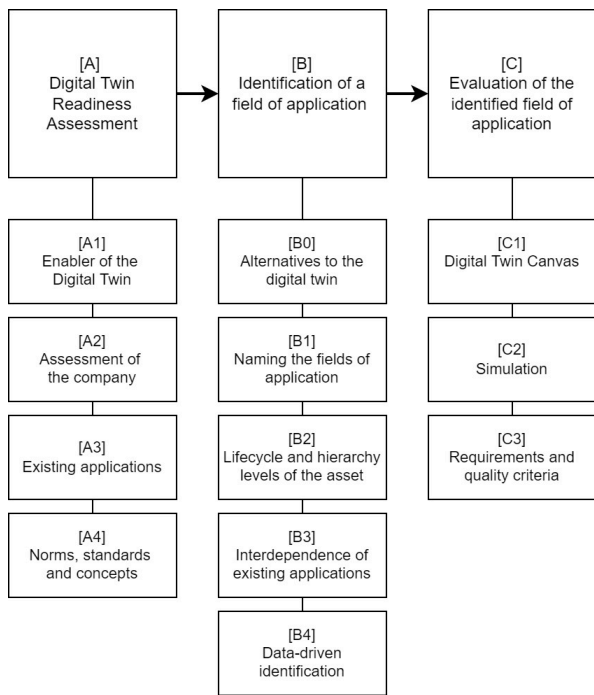 [A]
Digital Twin
Readiness
Assessment
[B]
Identification of a
field of application
[C]
Evaluation of the
identified field of
application
[A1]
Enabler of the
Digital Twin
[A2]
Assessment of
the company
[A3]
Existing applications
[A4]
Norms, standards
and concepts
[B0]
Alternatives to the
digital twin
[B1]
Naming the fields of
application
[B2]
Lifecycle and hierarchy
levels of the asset
[B3]
Interdependence of
existing applications
[B4]
Data-driven
identification
[C1]
Digital Twin Canvas
[C2]
Simulation
[C3]
Requirements and
quality criteria